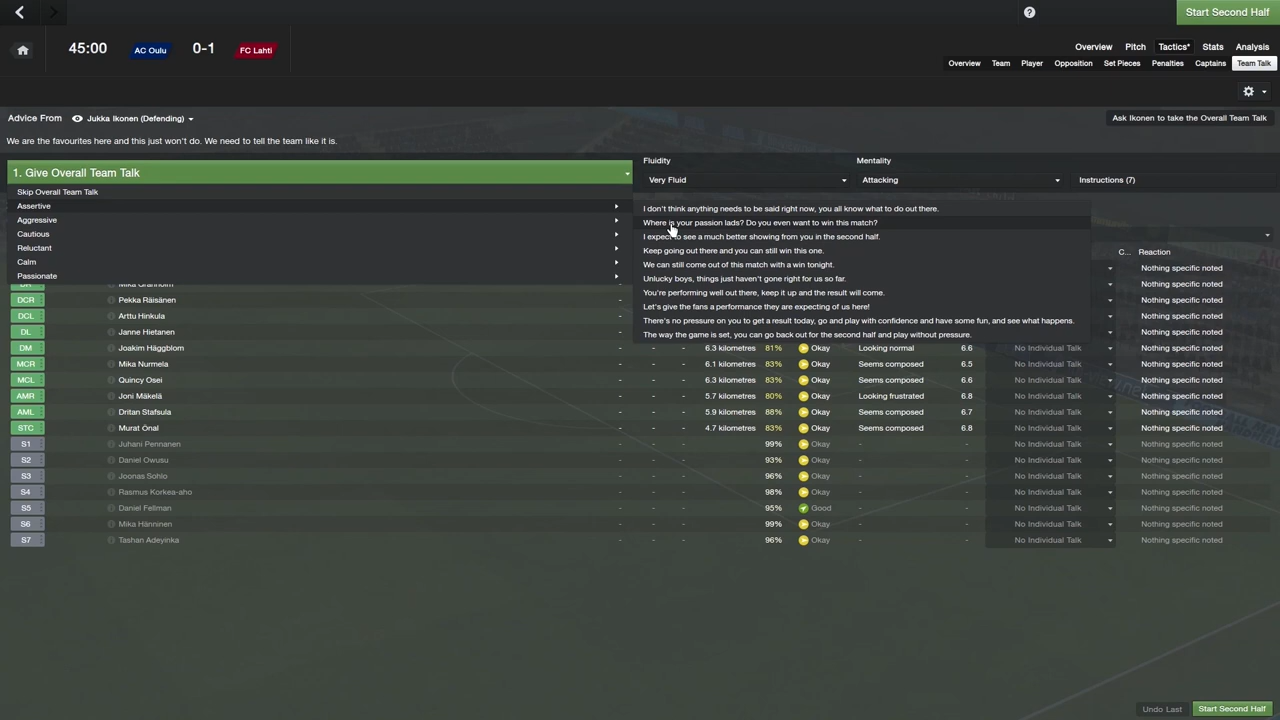 Start Second Half
45:00 AC Oulu 0-1 FC Lahti
Overview Pitch Tactics* Stats Analysis
Overview Team Player Opposition Set Pieces Penalties Captains Team Talk
Advice From Jukka Ikonen (Defending) Ask Ikonen to take the Overall Team Talk
We are the favourites here and this just won't do. We need to tell the team like it is.
Fluidity Mentality
1. Give Overall Team Talk Very Fluid Attacking Instructions (7)
Skip Overall Team Talk
Assertive I don't think anything needs to be said right now, you all know what to do out there.
Aggressive Where is your passion lads? Do you even want to win this match?
Cautious I expect to see a much better showing from you in the second half.
Reluctant Keep going out there and you can still win this one. C... Reaction
Calm We can still come out of this match with a win tonight. Nothing specific noted
Passionate Unlucky boys, things just haven't gone right for us so far.
DR Mika Granholm You're performing well out there, keep it up and the result will come. Nothing specific noted
DCR Pekka Räisänen Let's give the fans a performance they are expecting of us here! Nothing specific noted
DCL Arttu Hinkula There's no pressure on you to get a result today, go and play with confidence and have some fun, and see what happens. Nothing specific noted
DL Janne Hietanen The way the game is set, you can go back out for the second half and play without pressure. Nothing specific noted
DM Joakim Häggblom 6.3 kilometres 81% Okay Looking normal 6.6 No Individual Talk Nothing specific noted
MCR Mika Nurmela - - - 6.1 kilometres 83% Okay Seems composed 6.5 No Individual Talk Nothing specific noted
MCL Quincy Osei - - - 6.3 kilometres 83% Okay Seems composed 6.6 No Individual Talk Nothing specific noted
AMR Joni Mäkelä - - - 5.7 kilometres 80% Okay Looking frustrated 6.8 No Individual Talk Nothing specific noted
AML Dritan Stafsula - - - 5.9 kilometres 88% Okay Seems composed 6.7 No Individual Talk Nothing specific noted
STC Murat Önal - - - 4.7 kilometres 83% Okay Seems composed 6.8 No Individual Talk Nothing specific noted
S1 Juhani Pennanen - - - 99% Okay - - No Individual Talk Nothing specific noted
S2 Daniel Owusu - - - 93% Okay - - No Individual Talk Nothing specific noted
S3 Joonas Sohlo - - - 96% Okay - - No Individual Talk Nothing specific noted
S4 Rasmus Korkea-aho - - - 98% Okay - - No Individual Talk Nothing specific noted
S5 Daniel Fellman - - - 95% Good - - No Individual Talk Nothing specific noted
S6 Mika Hänninen - - - 99% Okay - - No Individual Talk Nothing specific noted
S7 Tashan Adeyinka - - - 96% Okay - - No Individual Talk Nothing specific noted
Undo Last Start Second Half